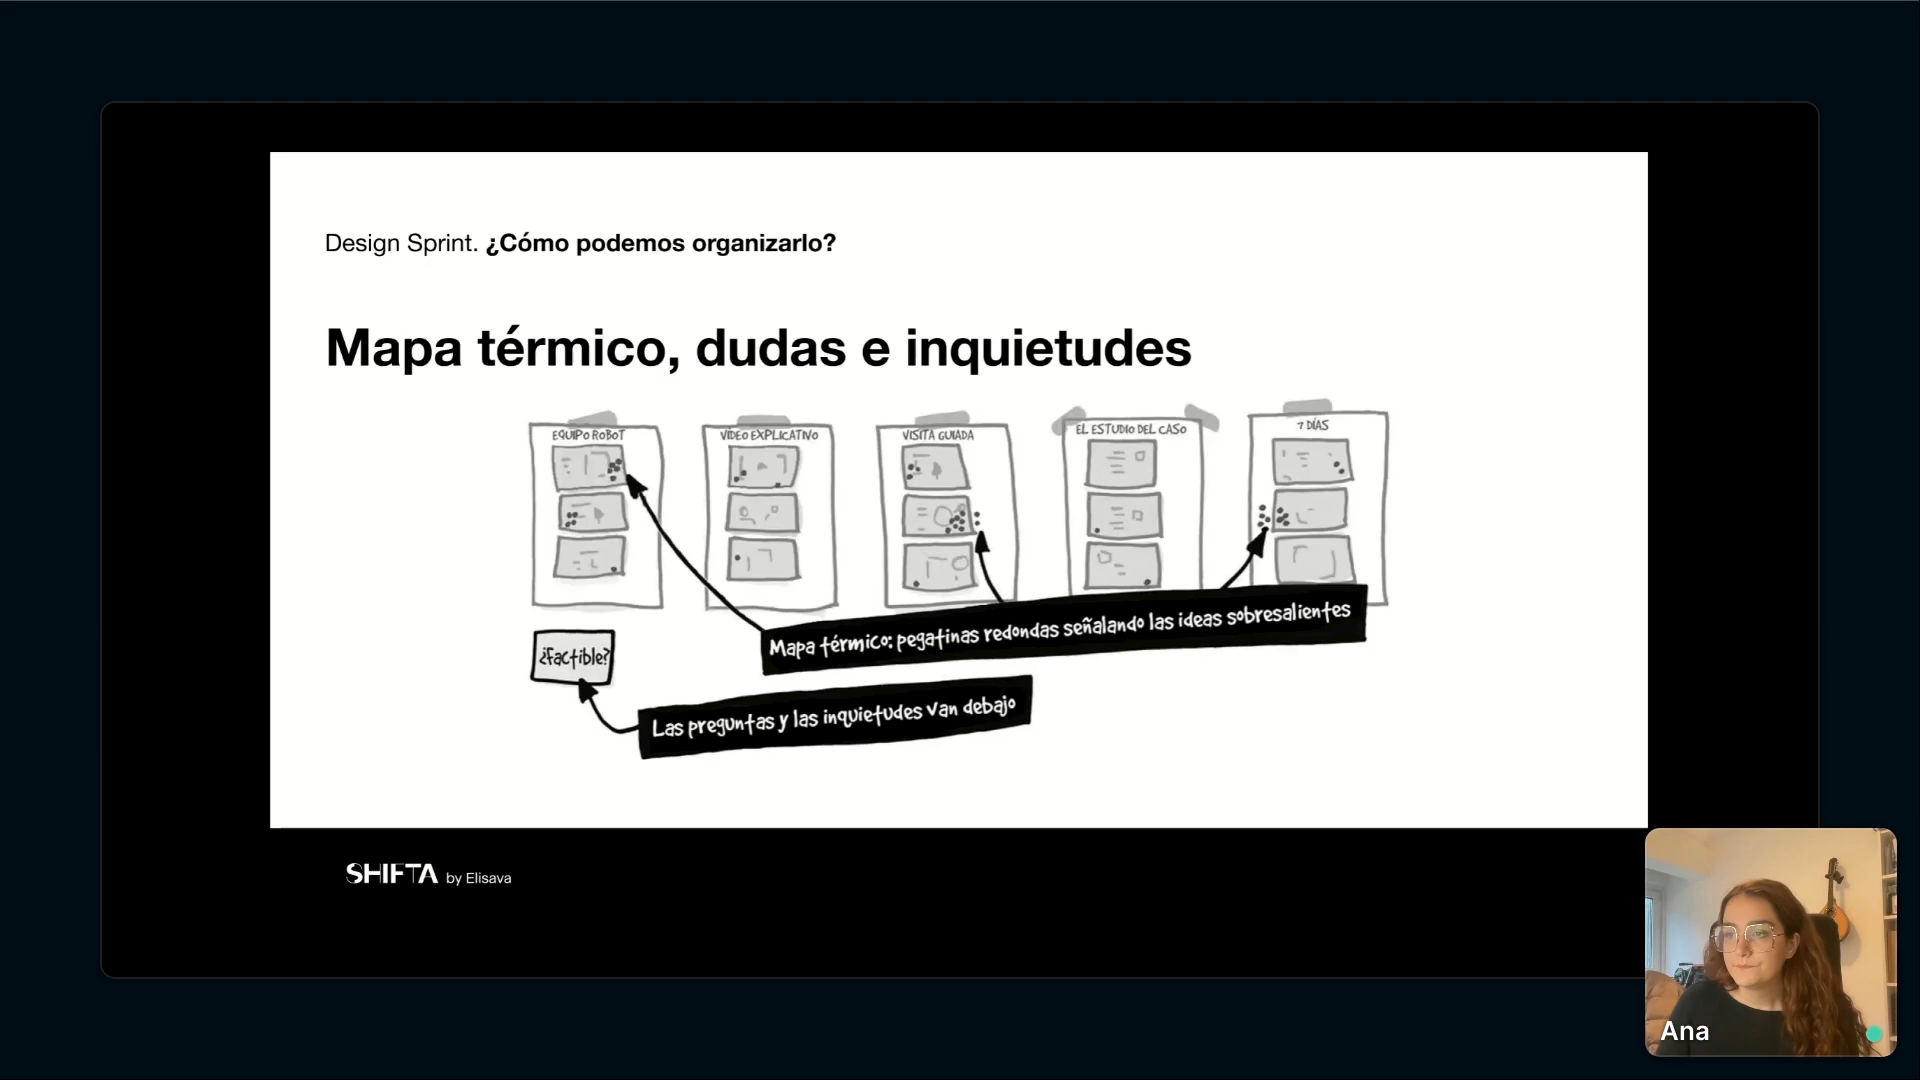 Design Sprint. ¿Cómo podemos organizarlo?
Mapa térmico, dudas e inquietudes
EQUIPO ROBOT
VÍDEO EXPLICATIVO
VISITA GUIADA
EL ESTUDIO DEL CASO
7 DÍAS
Mapa térmico: pegatinas redondas señalando las ideas sobresalientes
¿Factible?
Las preguntas y las inquietudes van debajo
SHIFTA by Elisava
Ana